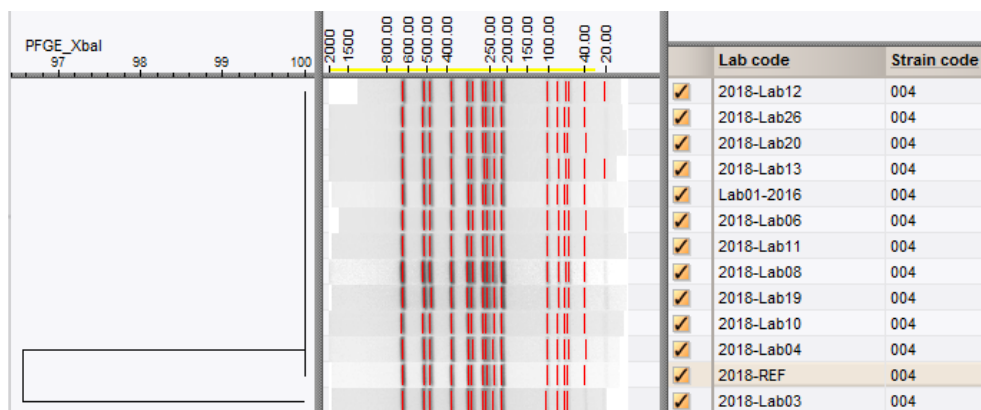 PFGE_XbaI
97 98 99 100
2000 1500 800.00 600.00 500.00 400.00 250.00 200.00 150.00 100.00 40.00 20.00
Lab code Strain code
2018-Lab12 004
2018-Lab26 004
2018-Lab20 004
2018-Lab13 004
Lab01-2016 004
2018-Lab06 004
2018-Lab11 004
2018-Lab08 004
2018-Lab19 004
2018-Lab10 004
2018-Lab04 004
2018-REF 004
2018-Lab03 004